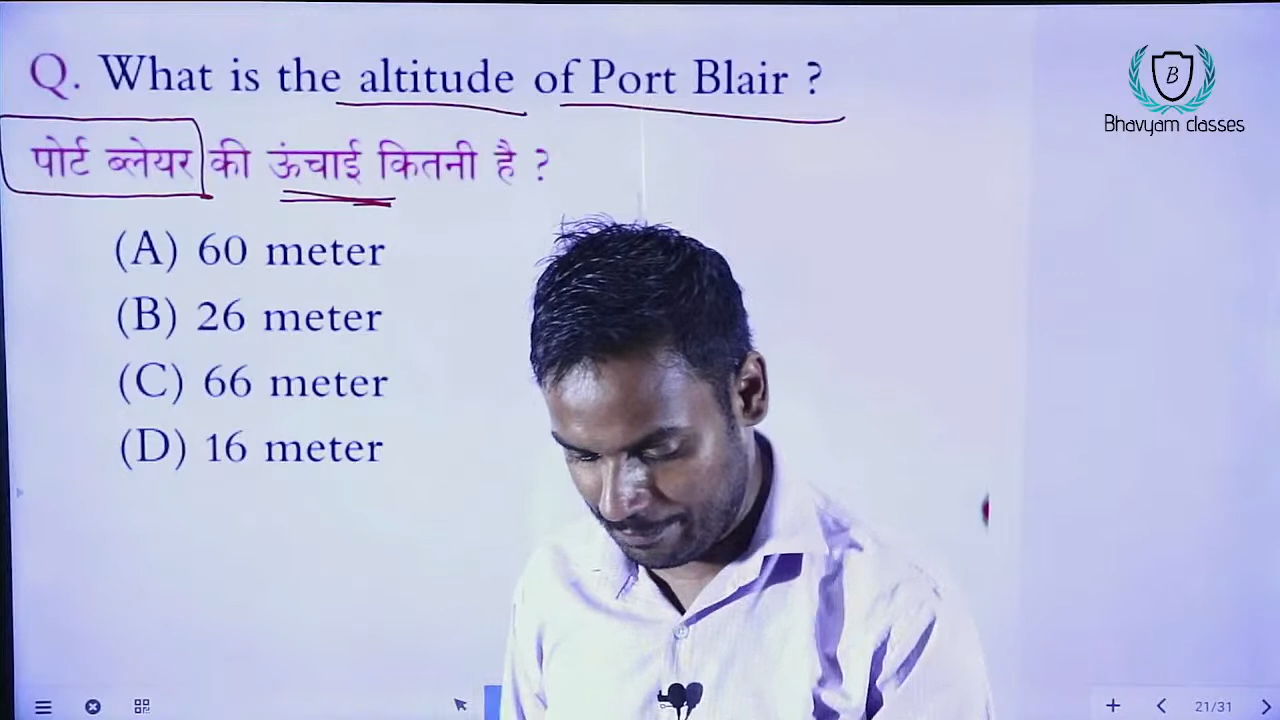 Q. What is the altitude of Port Blair ?
पोर्ट ब्लेयर की ऊंचाई कितनी है ?
(A) 60 meter
(B) 26 meter
(C) 66 meter
(D) 16 meter
B
Bhavyam classes
21/31